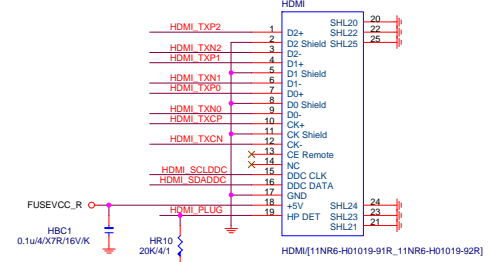 HDMI
HDMI_TXP2 1 D2+ SHL20 20
2 D2 Shield SHL22 22
HDMI_TXN2 3 D2- SHL25 25
HDMI_TXP1 4 D1+
5 D1 Shield
HDMI_TXN1 6 D1-
HDMI_TXP0 7 D0+
8 D0 Shield
HDMI_TXN0 9 D0-
HDMI_TXCP 10 CK+
11 CK Shield
HDMI_TXCN 12 CK-
13 CE Remote
14 NC
HDMI_SCLDDC 15 DDC CLK
HDMI_SDADDC 16 DDC DATA
17 GND
FUSEVCC_R 18 +5V SHL24 24
HDMI_PLUG 19 HP DET SHL23 23
SHL21 21
HBC1
0.1u/4/X7R/16V/K
HR10
20K/4/1
HDMI/[11NR6-H01019-91R_11NR6-H01019-92R]